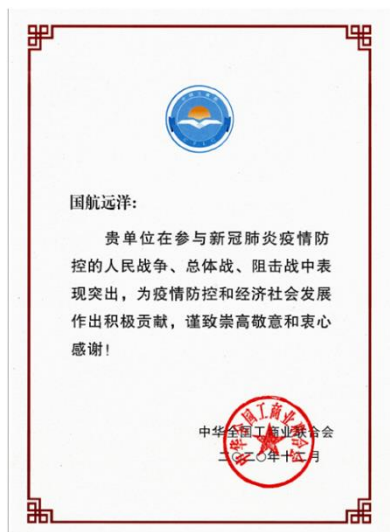 国航远洋:
贵单位在参与新冠肺炎疫情防
控的人民战争、总体战、阻击战中表
现突出，为疫情防控和经济社会发展
作出积极贡献，谨致崇高敬意和衷心
感谢!
中华全国工商业联合会
二〇二〇年十二月